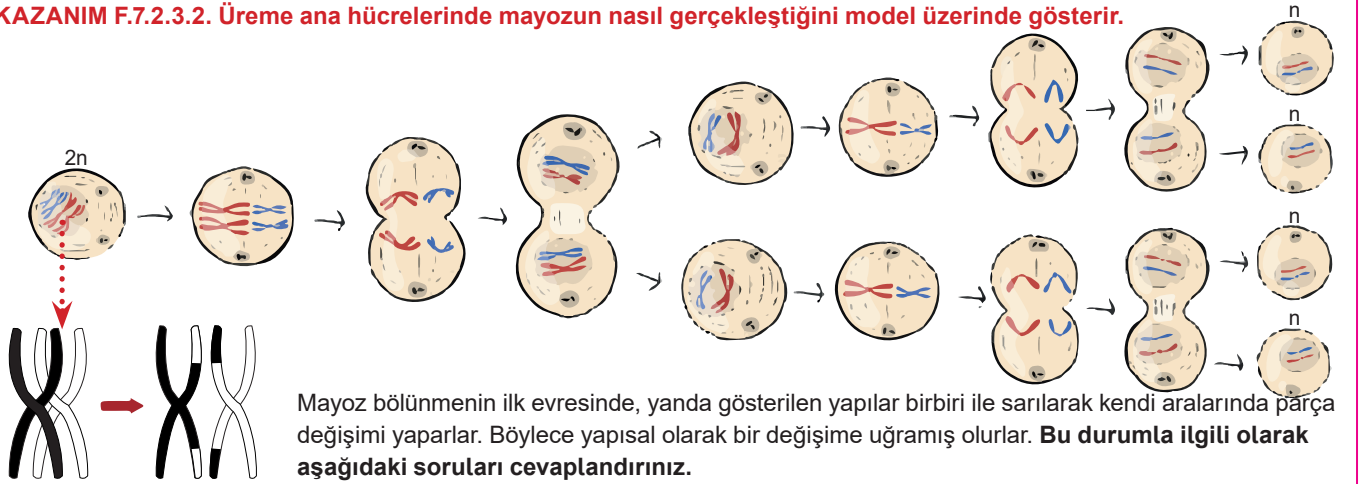 KAZANIM F.7.2.3.2. Üreme ana hücrelerinde mayozun nasıl gerçekleştiğini model üzerinde gösterir.
n
n
2n
n
n
Mayoz bölünmenin ilk evresinde, yanda gösterilen yapılar birbiri ile sarılarak kendi aralarında parça
değişimi yaparlar. Böylece yapısal olarak bir değişime uğramış olurlar. Bu durumla ilgili olarak
aşağıdaki soruları cevaplandırınız.